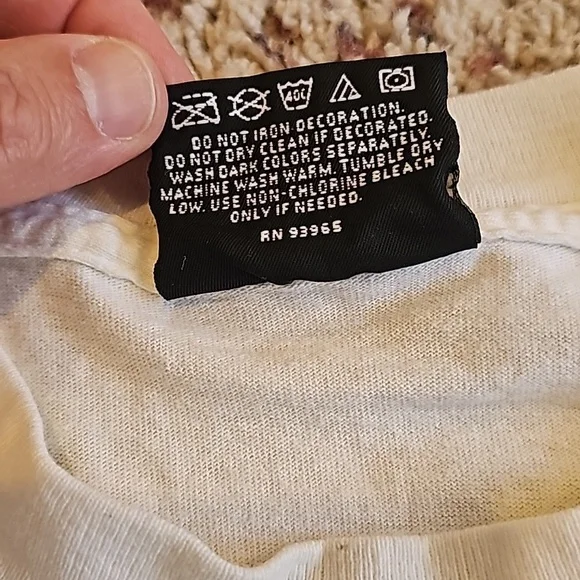 40C
DO NOT IRON DECORATION.
DO NOT DRY CLEAN IF DECORATED.
WASH DARK COLORS SEPARATELY.
MACHINE WASH WARM. TUMBLE DRY
LOW. USE NON-CHLORINE BLEACH
ONLY IF NEEDED.
RN 93965